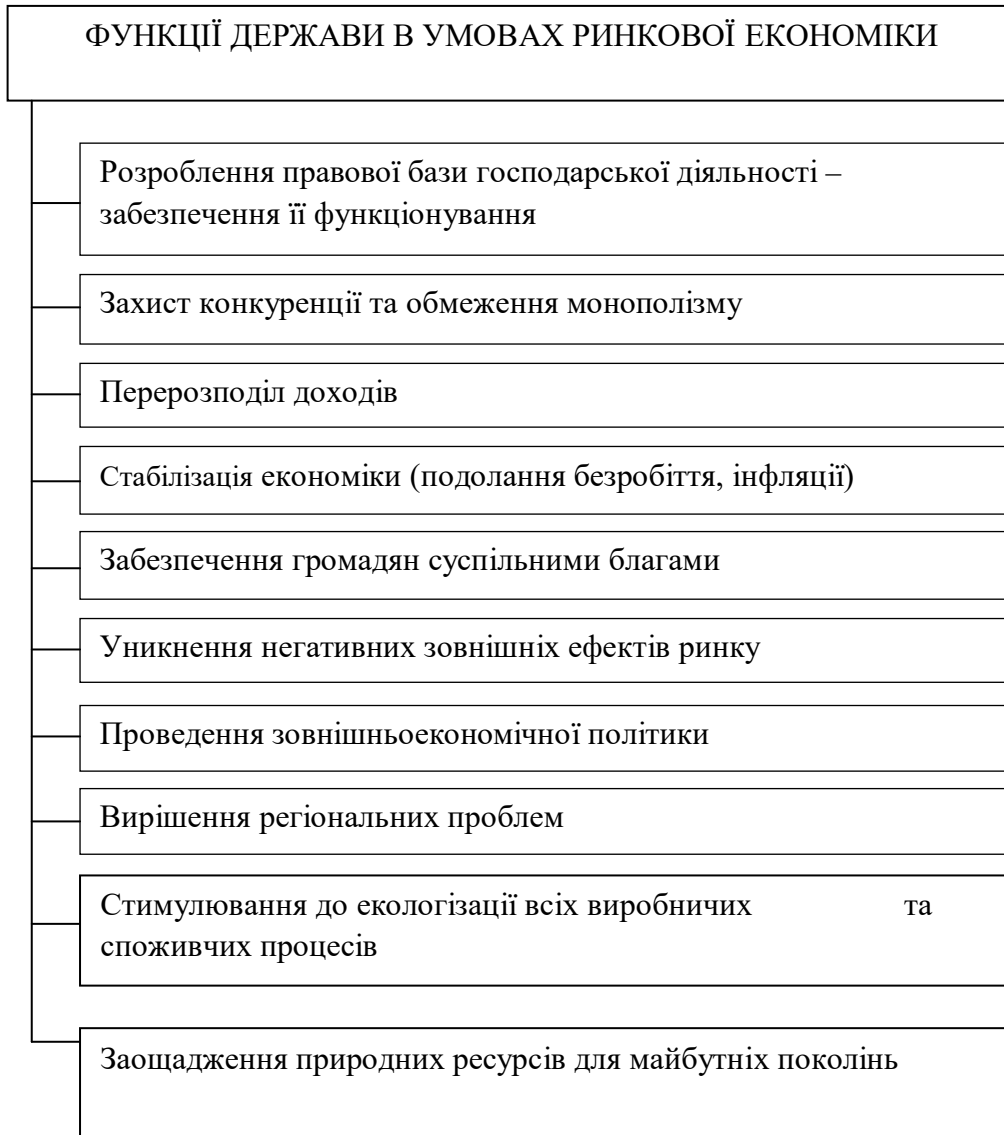 ФУНКЦІЇ ДЕРЖАВИ В УМОВАХ РИНКОВОЇ ЕКОНОМІКИ
Розроблення правової бази господарської діяльності –
забезпечення її функціонування
Захист конкуренції та обмеження монополізму
Перерозподіл доходів
Стабілізація економіки (подолання безробіття, інфляції)
Забезпечення громадян суспільними благами
Уникнення негативних зовнішніх ефектів ринку
Проведення зовнішньоекономічної політики
Вирішення регіональних проблем
Стимулювання до екологізації всіх виробничих та
споживчих процесів
Заощадження природних ресурсів для майбутніх поколінь